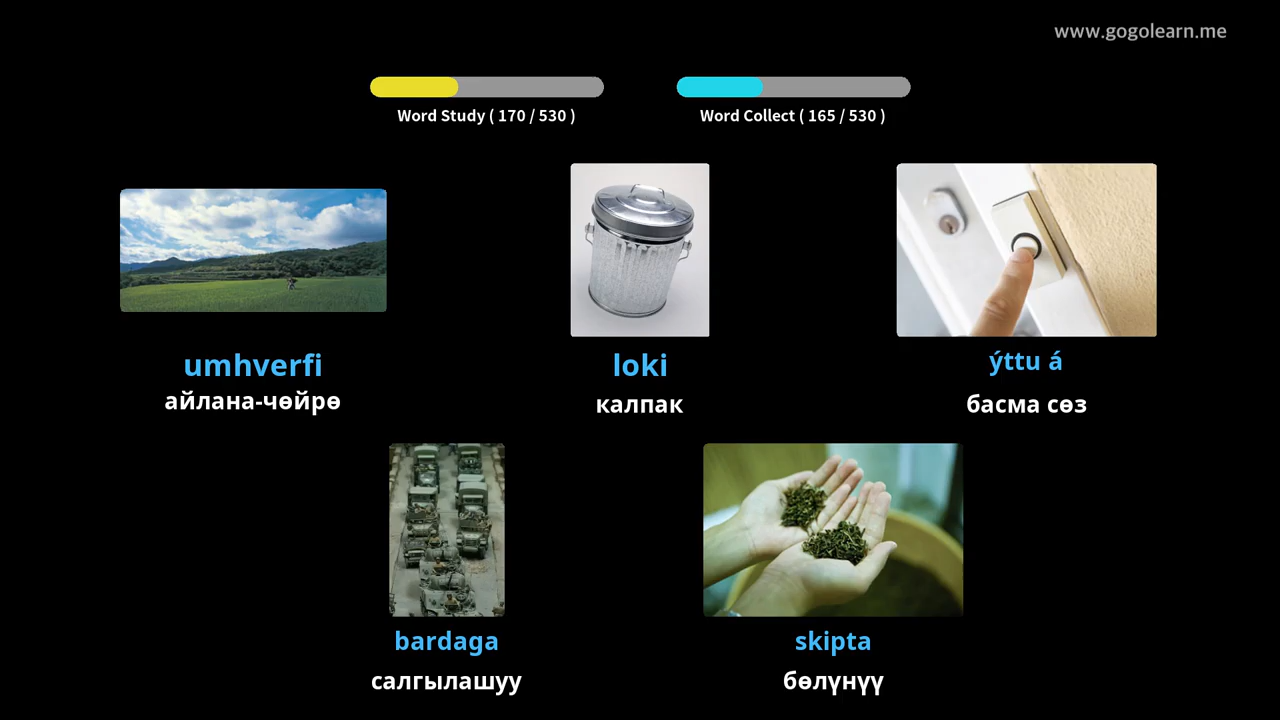 www.gogolearn.me
Word Study ( 170 / 530 )
Word Collect ( 165 / 530 )
umhverfi
айлана-чөйрө
loki
калпак
ýttu á
басма сөз
bardaga
салгылашуу
skipta
бөлүнүү